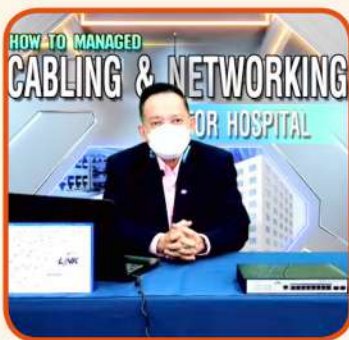 HOW TO MANAGED
CABLING & NETWORKING
FOR HOSPITAL
LINK